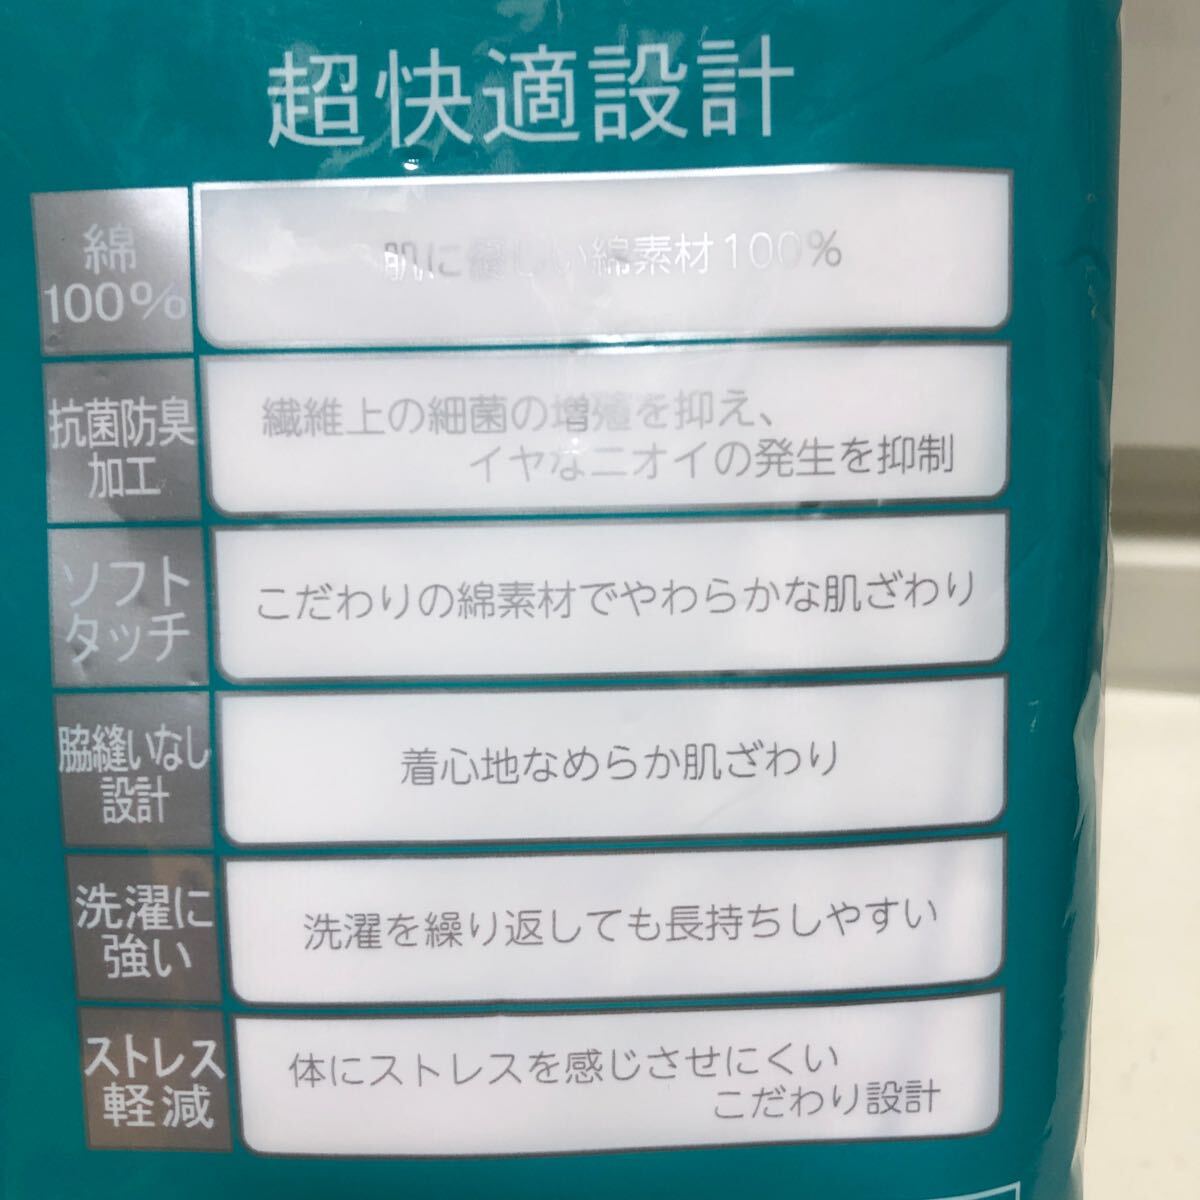 超快適設計
綿
100%
肌に優しい綿素材100%
抗菌防臭
加工
繊維上の細菌の増殖を抑え、
イヤなニオイの発生を抑制
ソフト
タッチ
こだわりの綿素材でやわらかな肌ざわり
脇縫いなし
設計
着心地なめらか肌ざわり
洗濯に
強い
洗濯を繰り返しても長持ちしやすい
ストレス
軽減
体にストレスを感じさせにくい
こだわり設計